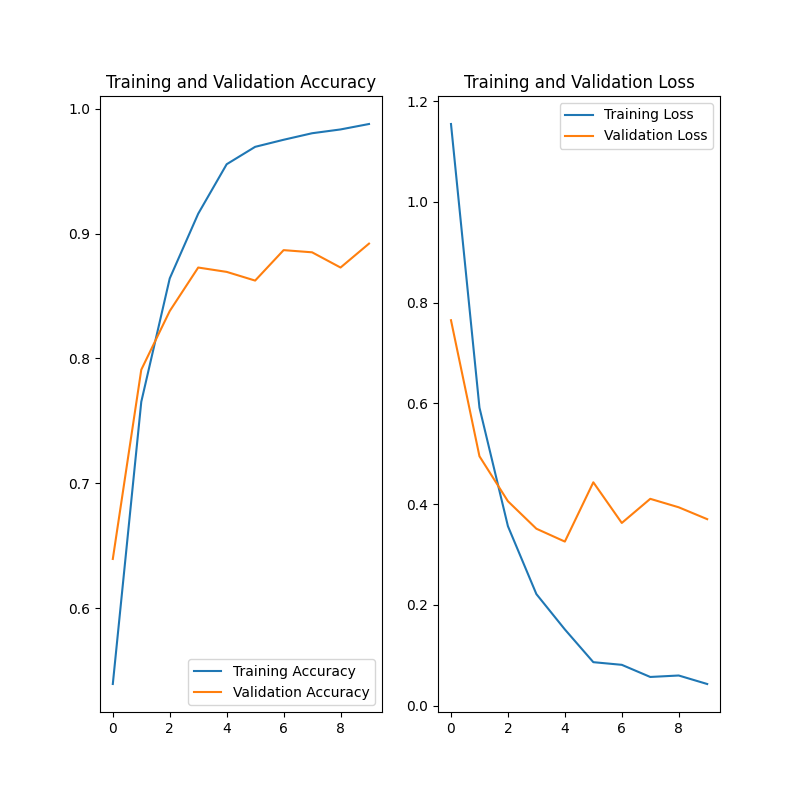 Training and Validation Accuracy
1.0
0.9
0.8
0.7
0.6
Training Accuracy
Validation Accuracy
0 2 4 6 8
Training and Validation Loss
1.2
Training Loss
Validation Loss
1.0
0.8
0.6
0.4
0.2
0.0
0 2 4 6 8